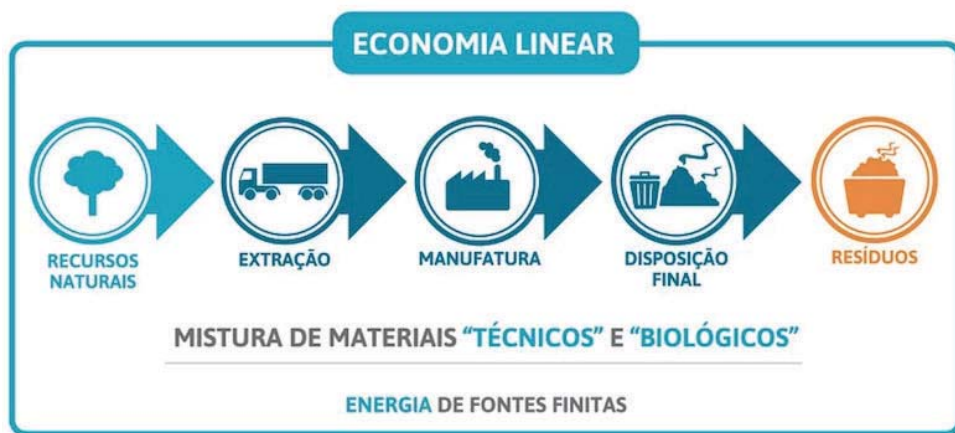 ECONOMIA LINEAR
RECURSOS
NATURAIS
EXTRAÇÃO
MANUFATURA
DISPOSIÇÃO
FINAL
RESÍDUOS
MISTURA DE MATERIAIS “TÉCNICOS” E “BIOLÓGICOS”
ENERGIA DE FONTES FINITAS